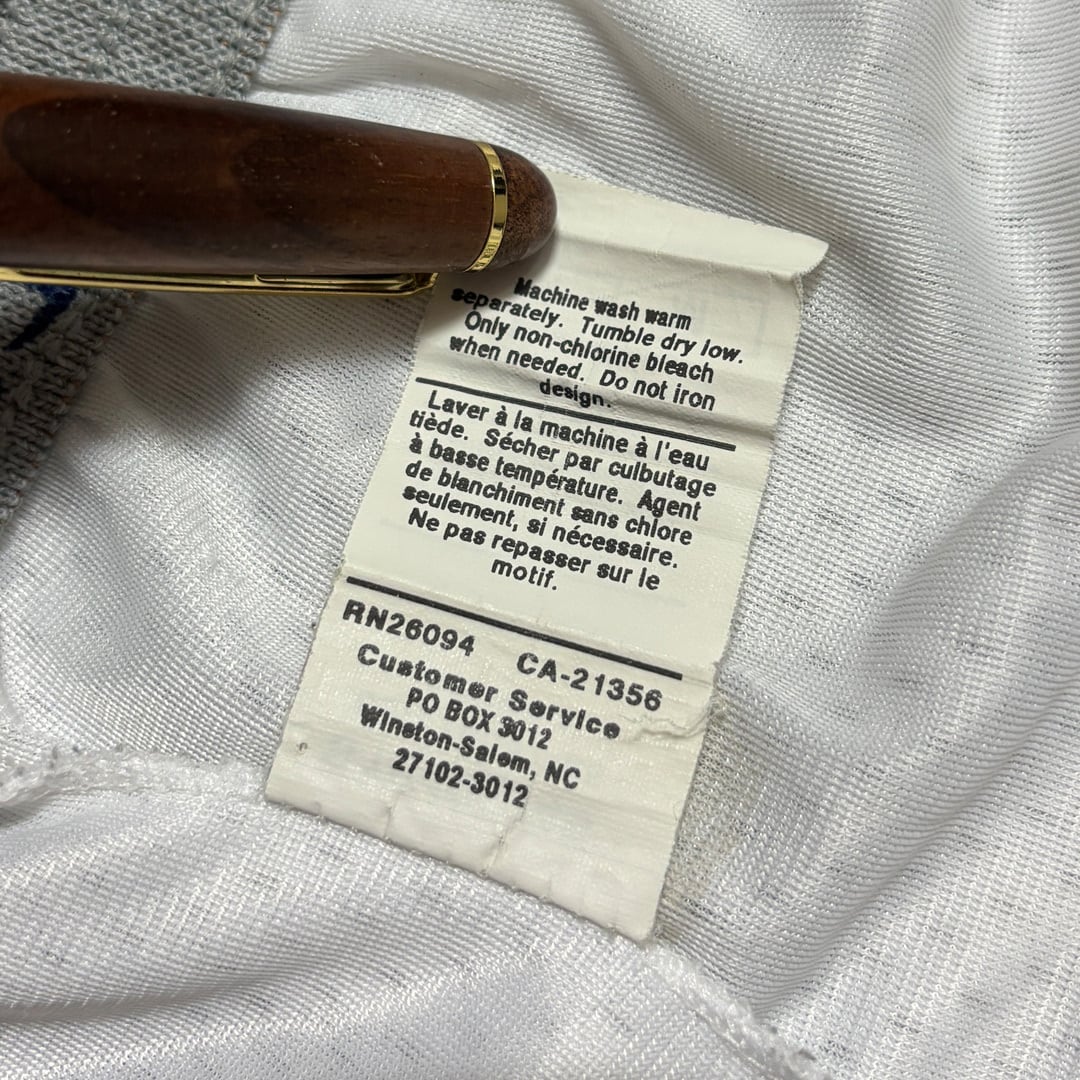 Machine wash warm
separately. Tumble dry low.
Only non-chlorine bleach
when needed. Do not iron
design.
Laver à la machine à l'eau
tiède. Sécher par culbutage
à basse température. Agent
de blanchiment sans chlore
seulement, si nécessaire.
Ne pas repasser sur le
motif.
RN26094 CA-21356
Customer Service
PO BOX 3012
Winston-Salem, NC
27102-3012